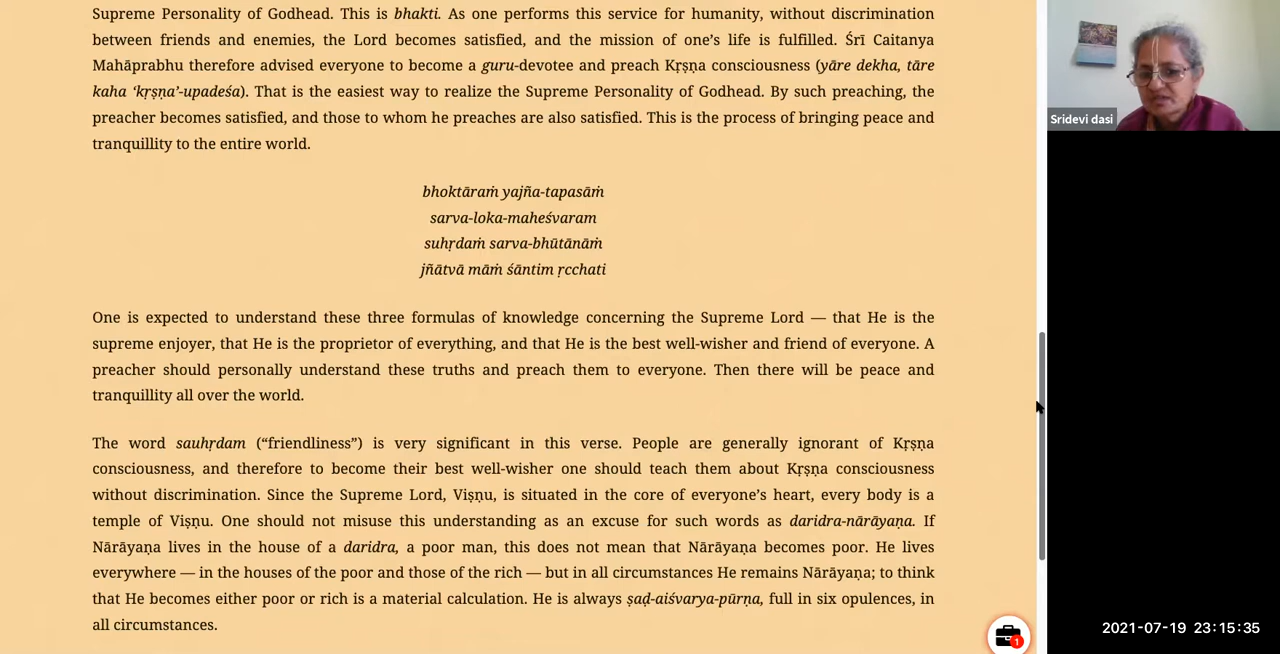 Supreme Personality of Godhead. This is bhakti. As one performs this service for humanity, without discrimination
between friends and enemies, the Lord becomes satisfied, and the mission of one’s life is fulfilled. Śrī Caitanya
Mahāprabhu therefore advised everyone to become a guru-devotee and preach Kṛṣṇa consciousness (yāre dekha, tāre
kaha ‘kṛṣṇa’-upadeśa). That is the easiest way to realize the Supreme Personality of Godhead. By such preaching, the
preacher becomes satisfied, and those to whom he preaches are also satisfied. This is the process of bringing peace and
tranquillity to the entire world.
bhoktāraṁ yajña-tapasāṁ
sarva-loka-maheśvaram
suhṛdaṁ sarva-bhūtānāṁ
jñātvā māṁ śāntim ṛcchati
One is expected to understand these three formulas of knowledge concerning the Supreme Lord — that He is the
supreme enjoyer, that He is the proprietor of everything, and that He is the best well-wisher and friend of everyone. A
preacher should personally understand these truths and preach them to everyone. Then there will be peace and
tranquillity all over the world.
The word sauhṛdam (“friendliness”) is very significant in this verse. People are generally ignorant of Kṛṣṇa
consciousness, and therefore to become their best well-wisher one should teach them about Kṛṣṇa consciousness
without discrimination. Since the Supreme Lord, Viṣṇu, is situated in the core of everyone’s heart, every body is a
temple of Viṣṇu. One should not misuse this understanding as an excuse for such words as daridra-nārāyaṇa. If
Nārāyaṇa lives in the house of a daridra, a poor man, this does not mean that Nārāyaṇa becomes poor. He lives
everywhere — in the houses of the poor and those of the rich — but in all circumstances He remains Nārāyaṇa; to think
that He becomes either poor or rich is a material calculation. He is always ṣaḍ-aiśvarya-pūrṇa, full in six opulences, in
all circumstances.
1
Sridevi dasi
2021-07-19 23:15:35